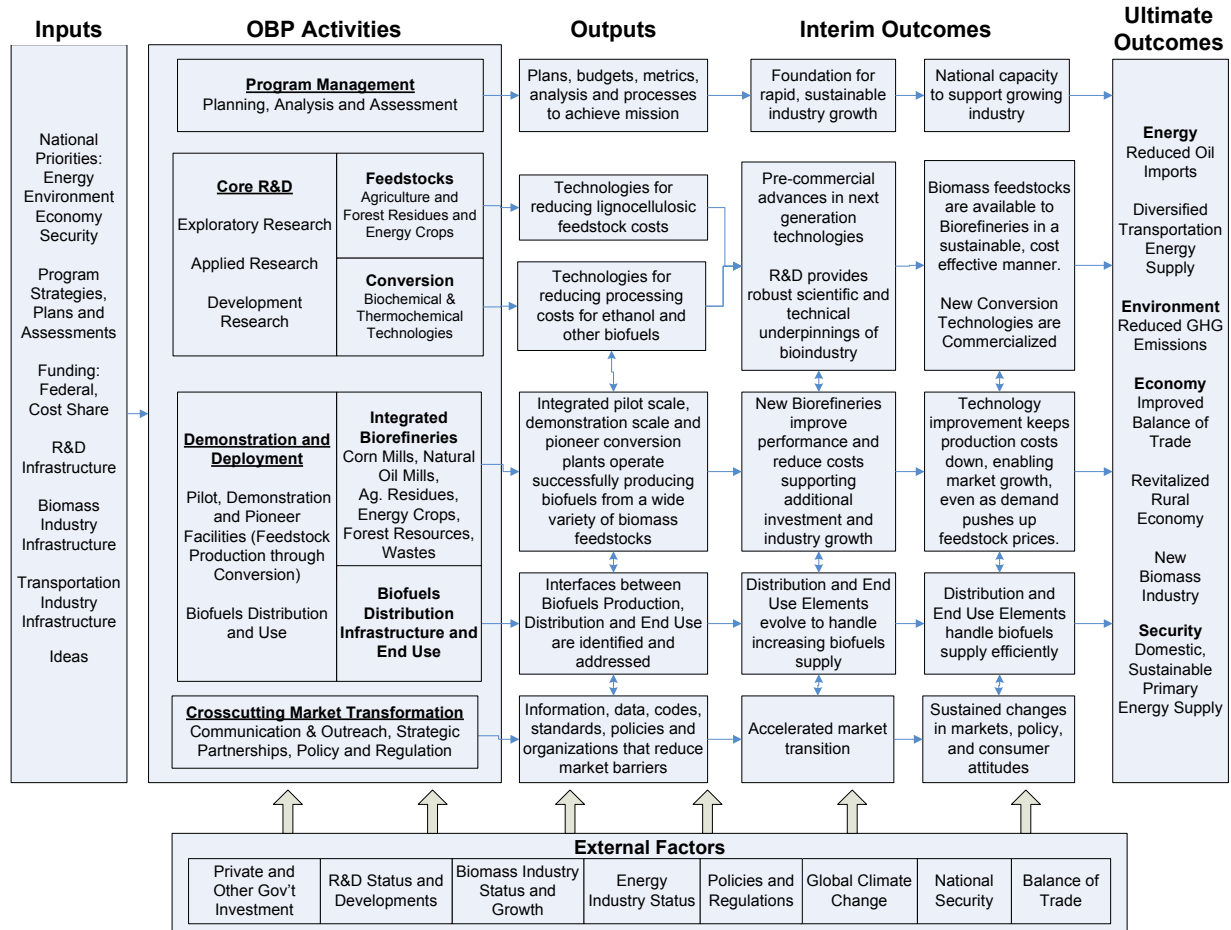 Inputs
OBP Activities
Outputs
Interim Outcomes
Ultimate
Outcomes
National
Priorities:
Energy
Environment
Economy
Security
Program
Strategies,
Plans and
Assessments
Funding:
Federal,
Cost Share
R&D
Infrastructure
Biomass
Industry
Infrastructure
Transportation
Industry
Infrastructure
Ideas
Program Management
Planning, Analysis and Assessment
Plans, budgets, metrics,
analysis and processes
to achieve mission
Foundation for
rapid, sustainable
industry growth
National capacity
to support growing
industry
Core R&D
Exploratory Research
Applied Research
Development
Research
Feedstocks
Agriculture and
Forest Residues and
Energy Crops
Conversion
Biochemical &
Thermochemical
Technologies
Technologies for
reducing lignocellulosic
feedstock costs
Technologies for
reducing processing
costs for ethanol and
other biofuels
Pre-commercial
advances in next
generation
technologies
R&D provides
robust scientific and
technical
underpinnings of
bioindustry
Biomass feedstocks
are available to
Biorefineries in a
sustainable, cost
effective manner.
New Conversion
Technologies are
Commercialized
Demonstration and
Deployment
Pilot, Demonstration
and Pioneer
Facilities (Feedstock
Production through
Conversion)
Biofuels Distribution
and Use
Integrated
Biorefineries
Corn Mills, Natural
Oil Mills,
Ag. Residues,
Energy Crops,
Forest Resources,
Wastes
Biofuels
Distribution
Infrastructure and
End Use
Integrated pilot scale,
demonstration scale and
pioneer conversion
plants operate
successfully producing
biofuels from a wide
variety of biomass
feedstocks
New Biorefineries
improve
performance and
reduce costs
supporting
additional
investment and
industry growth
Technology
improvement keeps
production costs
down, enabling
market growth,
even as demand
pushes up
feedstock prices.
Interfaces between
Biofuels Production,
Distribution and End Use
are identified and
addressed
Distribution and End
Use Elements
evolve to handle
increasing biofuels
supply
Distribution and
End Use Elements
handle biofuels
supply efficiently
Crosscutting Market Transformation
Communication & Outreach, Strategic
Partnerships, Policy and Regulation
Information, data, codes,
standards, policies and
organizations that reduce
market barriers
Accelerated market
transition
Sustained changes
in markets, policy,
and consumer
attitudes
Energy
Reduced Oil
Imports
Diversified
Transportation
Energy
Supply
Environment
Reduced GHG
Emissions
Economy
Improved
Balance of
Trade
Revitalized
Rural
Economy
New
Biomass
Industry
Security
Domestic,
Sustainable
Primary
Energy Supply
External Factors
Private and
Other Gov't
Investment
R&D Status and
Developments
Biomass Industry
Status and
Growth
Energy
Industry Status
Policies and
Regulations
Global Climate
Change
National
Security
Balance of
Trade